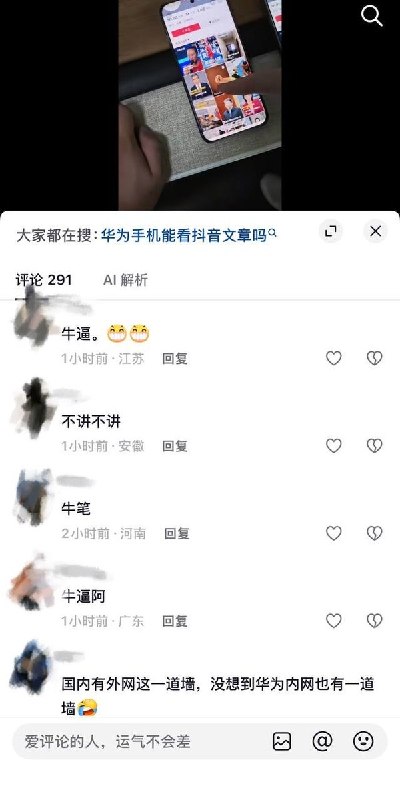 大家都在搜:华为手机能看抖音文章吗
评论 291
AI 解析
牛逼。😁😁
1小时前 · 江苏 回复
不讲不讲
1小时前 · 安徽 回复
牛笔
2小时前 · 河南 回复
牛逼阿
1小时前 · 广东 回复
国内有外网这一道墙，没想到华为内网也有一道
墙🤣
爱评论的人，运气不会差